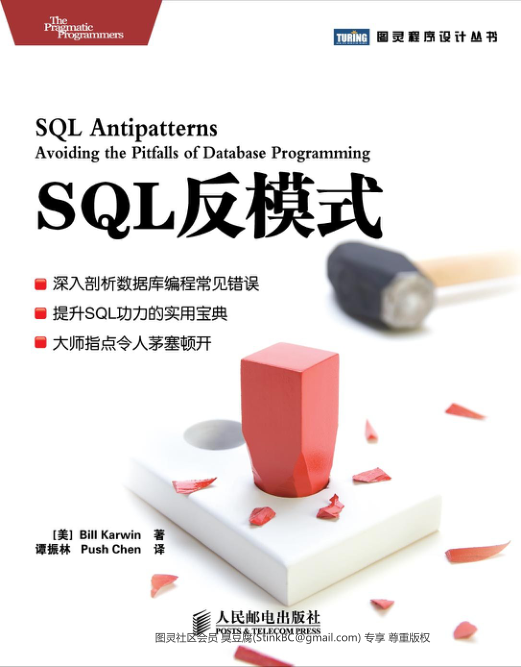 The
Pragmatic
Programmers
TURING 图灵程序设计丛书
SQL Antipatterns
Avoiding the Pitfalls of Database Programming
SQL反模式
深入剖析数据库编程常见错误
提升SQL功力的实用宝典
大师指点令人茅塞顿开
[美] Bill Karwin 著
谭振林 Push Chen 译
人民邮电出版社
POSTS & TELECOM PRESS
图灵社区会员 臭豆腐(StinkBC@gmail.com) 专享 尊重版权